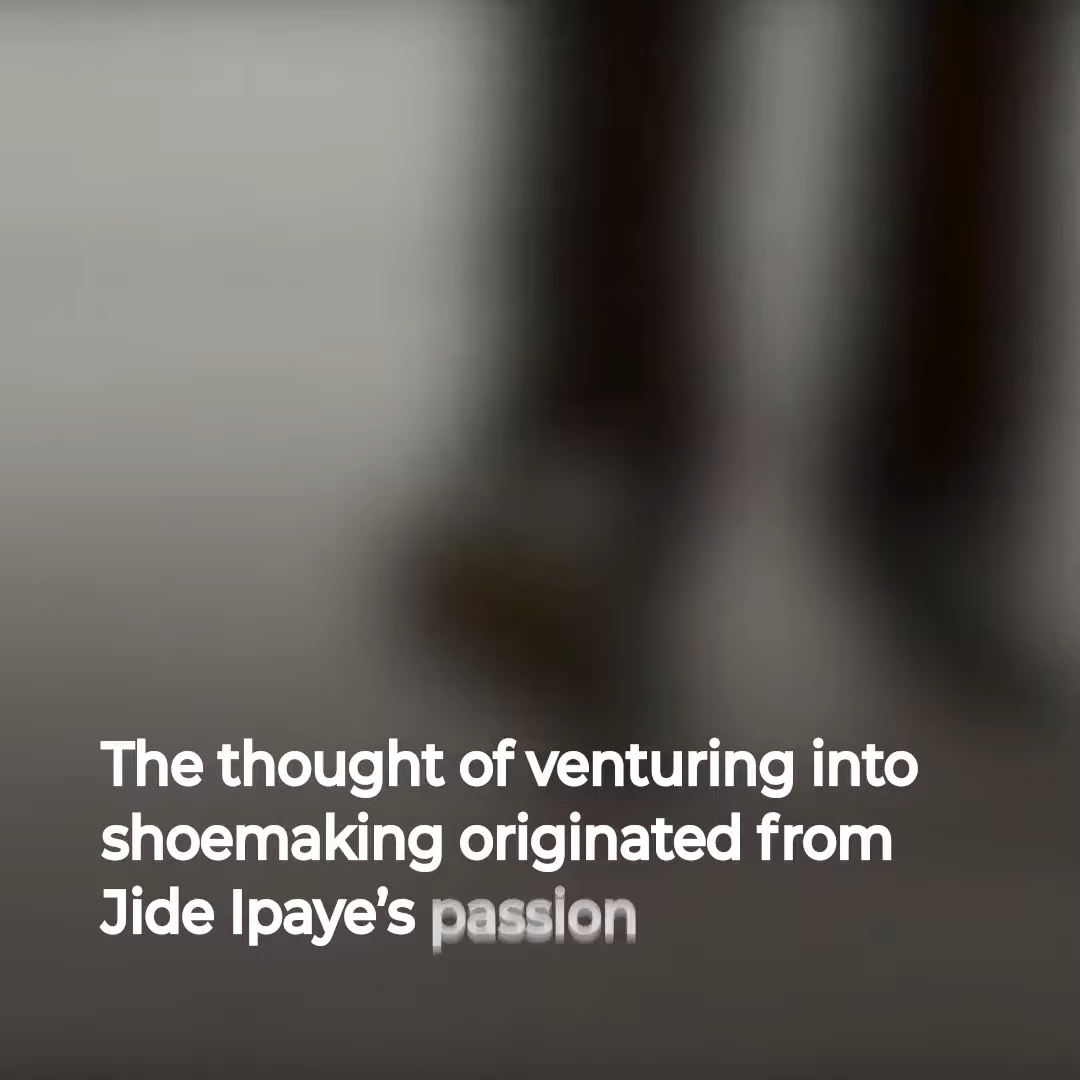 The thought of venturing into
shoemaking originated from
Jide Ipaye’s passion